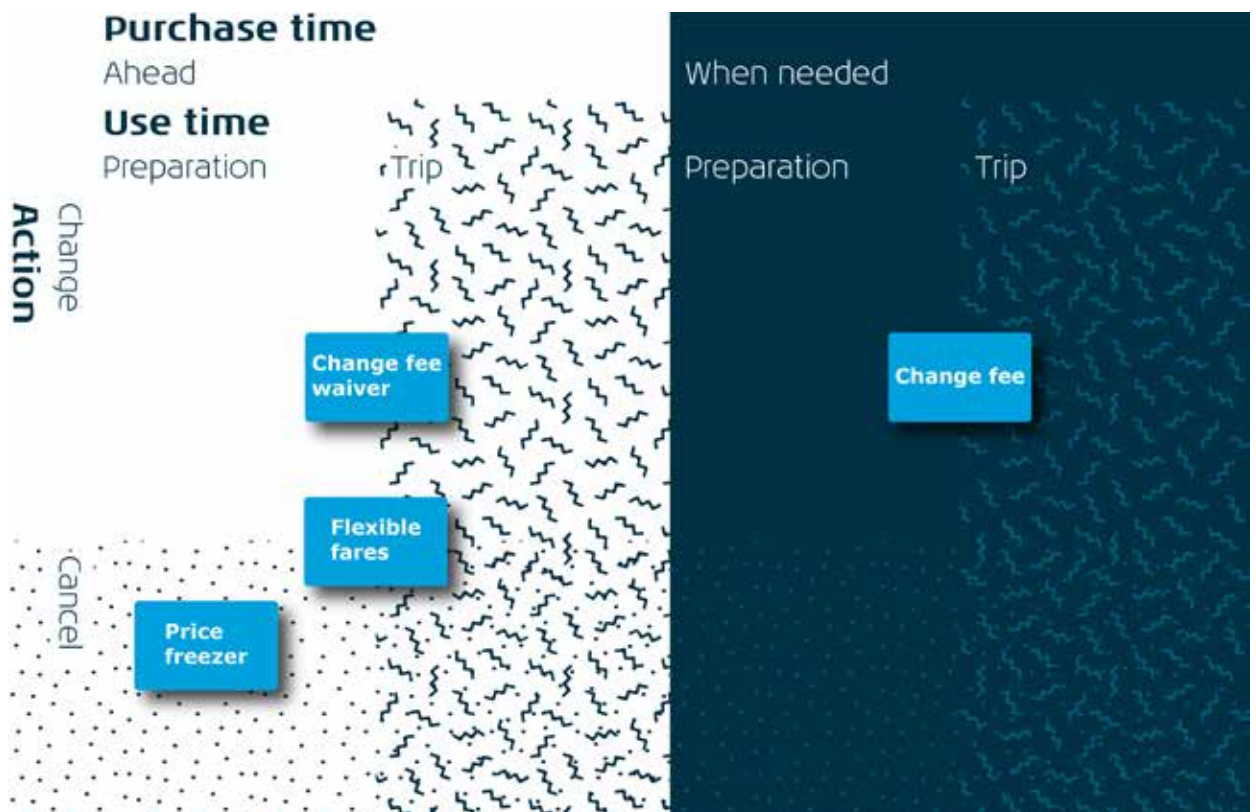 Purchase time
Ahead
When needed
Use time
Preparation
Trip
Preparation
Trip
Action
Change
Change fee
waiver
Change fee
Flexible
fares
Cancel
Price
freezer